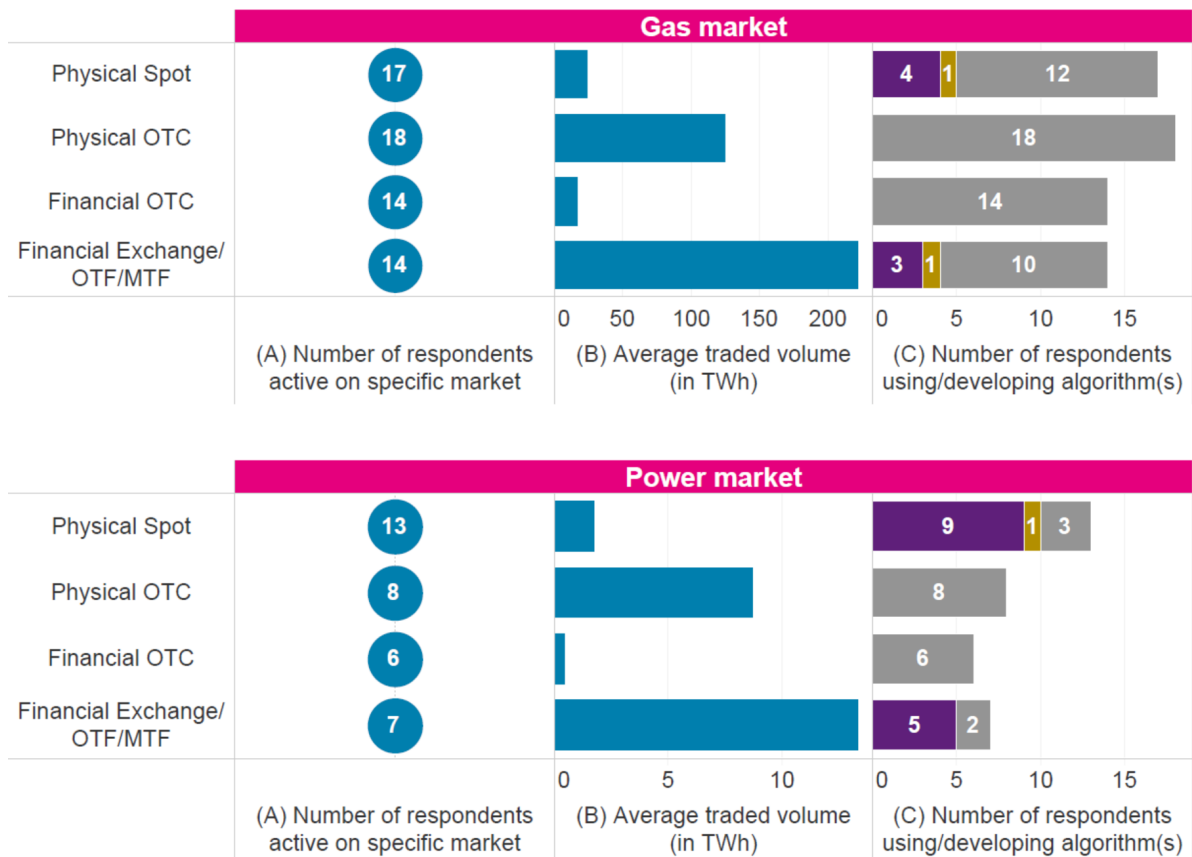 Gas market
Physical Spot
17
4 1 12
Physical OTC
18
18
Financial OTC
14
14
Financial Exchange/
OTF/MTF
14
3 1 10
0 50 100 150 200
0 5 10 15
(A) Number of respondents
active on specific market
(B) Average traded volume
(in TWh)
(C) Number of respondents
using/developing algorithm(s)
Power market
Physical Spot
13
9 1 3
Physical OTC
8
8
Financial OTC
6
6
Financial Exchange/
OTF/MTF
7
5 2
0 5 10
0 5 10 15
(A) Number of respondents
active on specific market
(B) Average traded volume
(in TWh)
(C) Number of respondents
using/developing algorithm(s)